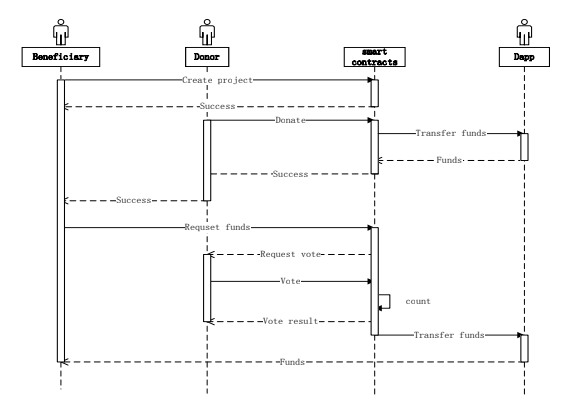 Beneficiary
Donor
smart
contracts
Dapp
Create project
Success
Donate
Transfer funds
Funds
Success
Success
Requset funds
Request vote
Vote
count
Vote result
Transfer funds
Funds